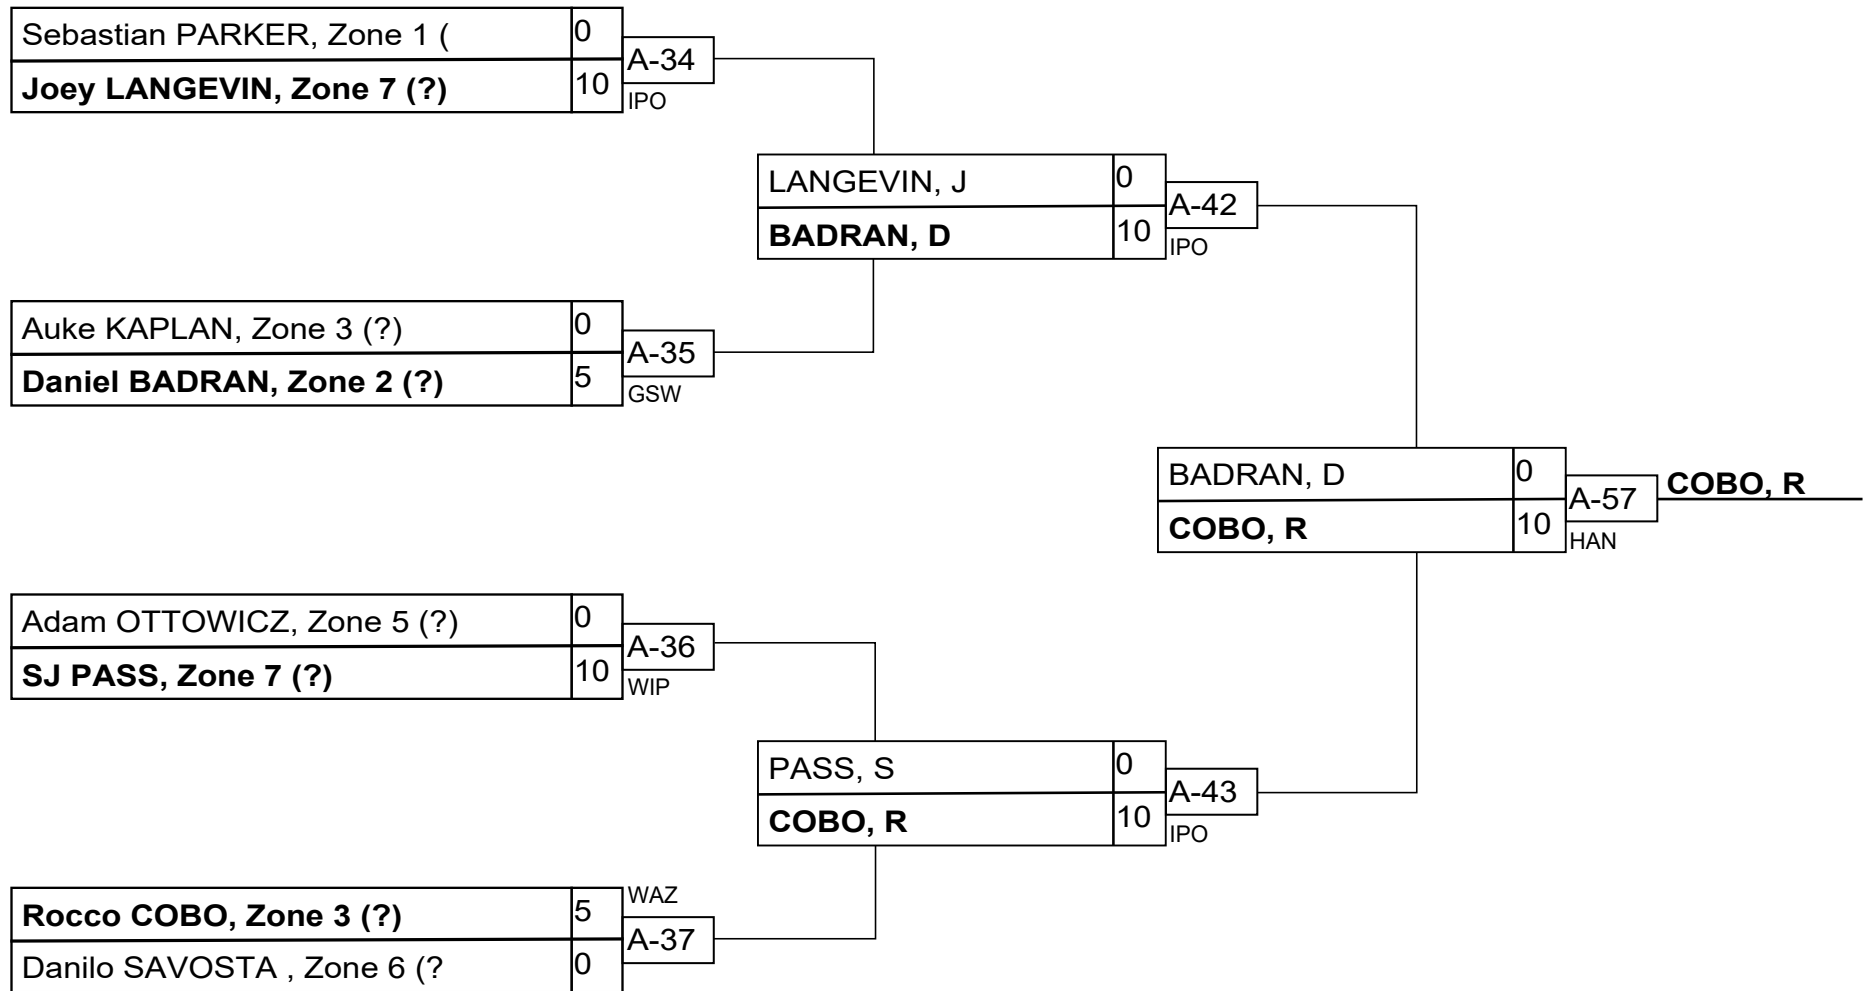 Sebastian PARKER, Zone 1 ( 0
A-34
Joey LANGEVIN, Zone 7 (?) 10
IPO
LANGEVIN, J 0
A-42
BADRAN, D 10
IPO
Auke KAPLAN, Zone 3 (?) 0
A-35
Daniel BADRAN, Zone 2 (?) 5
GSW
BADRAN, D 0
A-57
COBO, R
COBO, R 10
HAN
Adam OTTOWICZ, Zone 5 (?) 0
A-36
SJ PASS, Zone 7 (?) 10
WIP
PASS, S 0
A-43
COBO, R 10
IPO
WAZ
Rocco COBO, Zone 3 (?) 5
A-37
Danilo SAVOSTA , Zone 6 (? 0